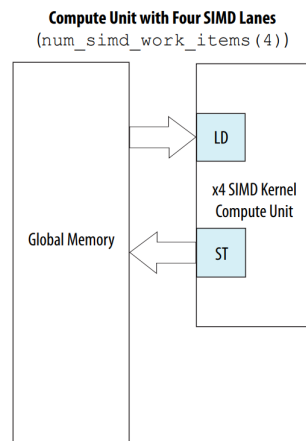 Compute Unit with Four SIMD Lanes
(num_simd_work_items(4))
LD
x4 SIMD Kernel
Compute Unit
Global Memory
ST